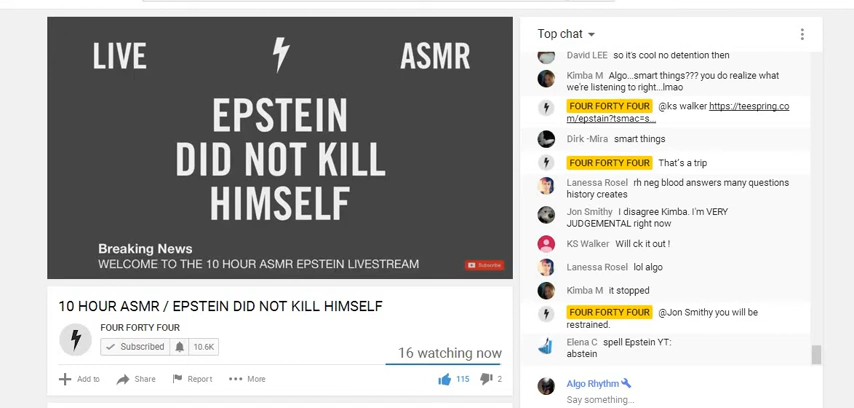 LIVE
ASMR
EPSTEIN
DID NOT KILL
HIMSELF
Breaking News
WELCOME TO THE 10 HOUR ASMR EPSTEIN LIVESTREAM
Subscribe
10 HOUR ASMR / EPSTEIN DID NOT KILL HIMSELF
FOUR FORTY FOUR
Subscribed 10.6K
16 watching now
Add to Share Report More
115 2
Top chat
David LEE so it's cool no detention then
Kimba M Algo...smart things??? you do realize what
we're listening to right...lmao
FOUR FORTY FOUR @ks walker https://teespring.co
m/epstain?tsmac=s...
Dirk -Mira smart things
FOUR FORTY FOUR That's a trip
Lanessa Rosel rh neg blood answers many questions
history creates
Jon Smithy I disagree Kimba. I'm VERY
JUDGEMENTAL right now
KS Walker Will ck it out !
Lanessa Rosel lol algo
Kimba M it stopped
FOUR FORTY FOUR @Jon Smithy you will be
restrained.
Elena C spell Epstein YT:
abstein
Algo Rhythm
Say something...